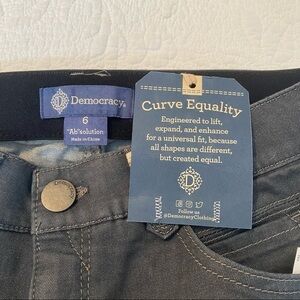 Democracy
6
"Ab"solution
Made in China
Curve Equality
Engineered to lift,
expand, and enhance
for a universal fit, because
all shapes are different,
but created equal.
D
Follow us
@DemocracyClothing